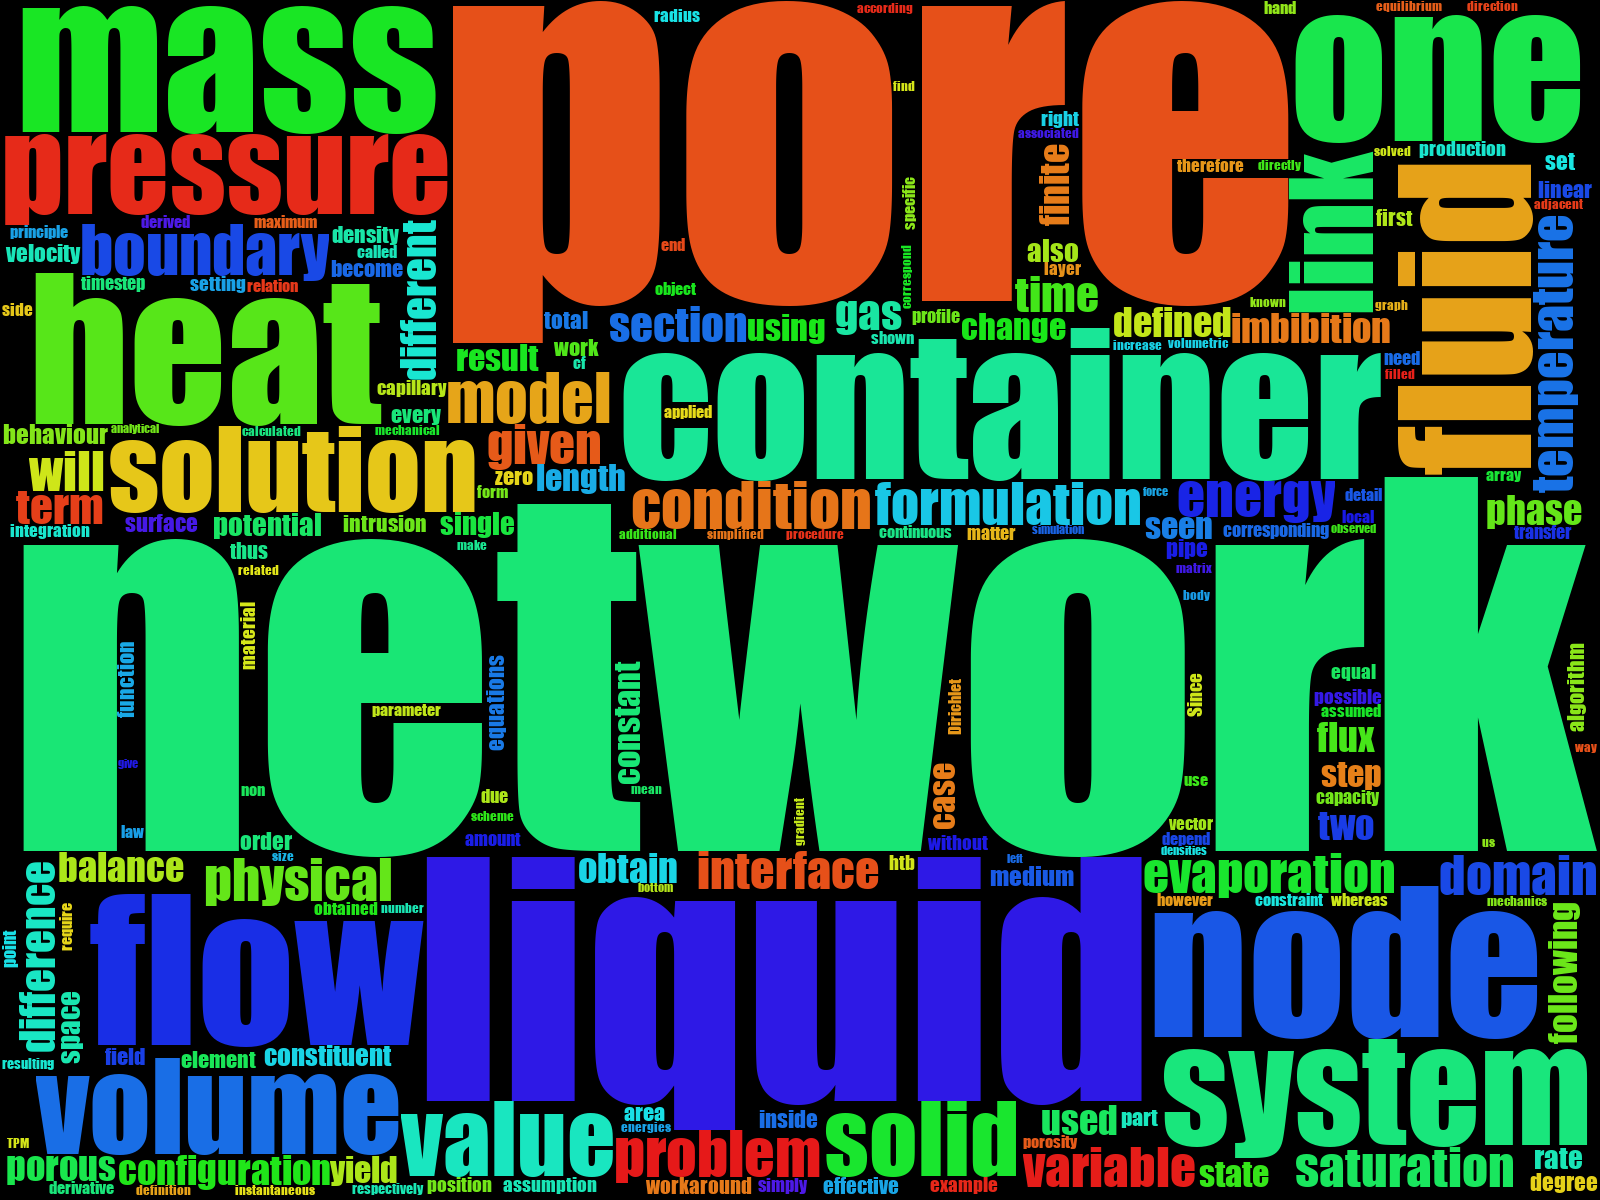 mass
pore
one
radius
according
hand
equilibrium
direction
find
right
associated
pressure
finite
therefore
directly
link
solved
production
set
fluid
linear
adjacent
first
specific
derived
maximum
principle
boundary
density
velocity
called
become
different
end
also
layer
correspond
temperature
timestep
setting
relation
object
time
heat
side
known
graph
total
section
using
gas
profile
change
defined
imbibition
shown
increase
volumetric
result
work
cf
container
need
filled
capillary
model
every
applied
behaviour
analytical
calculated
mechanical
solution
given
will
zero
length
array
term
form
condition
formulation
force
energy
detail
phase
integration
surface
potential
intrusion
single
local
additional
simplified
procedure
continuous
matter
simulation
seen
corresponding
observed
transfer
thus
make
pipe
network
related
matrix
material
body
function
equations
constant
Dirichlet
Since
equal
algorithm
parameter
possible
assumed
flux
way
give
case
step
non
due
mean
use
capacity
scheme
gradient
law
order
amount
without
vector
depend
two
us
size
densities
balance
physical
obtain
interface
htb
left
medium
evaporation
domain
bottom
difference
require
obtained
number
liquid
however
constraint
whereas
mechanics
point
flow
node
following
space
resulting
field
element
constituent
system
volume
value
area
energies
inside
solid
used
part
TPM
problem
porosity
porous
configuration
yield
variable
state
saturation
rate
derivative
definition
instantaneous
respectively
position
assumption
workaround
simply
effective
example
degree